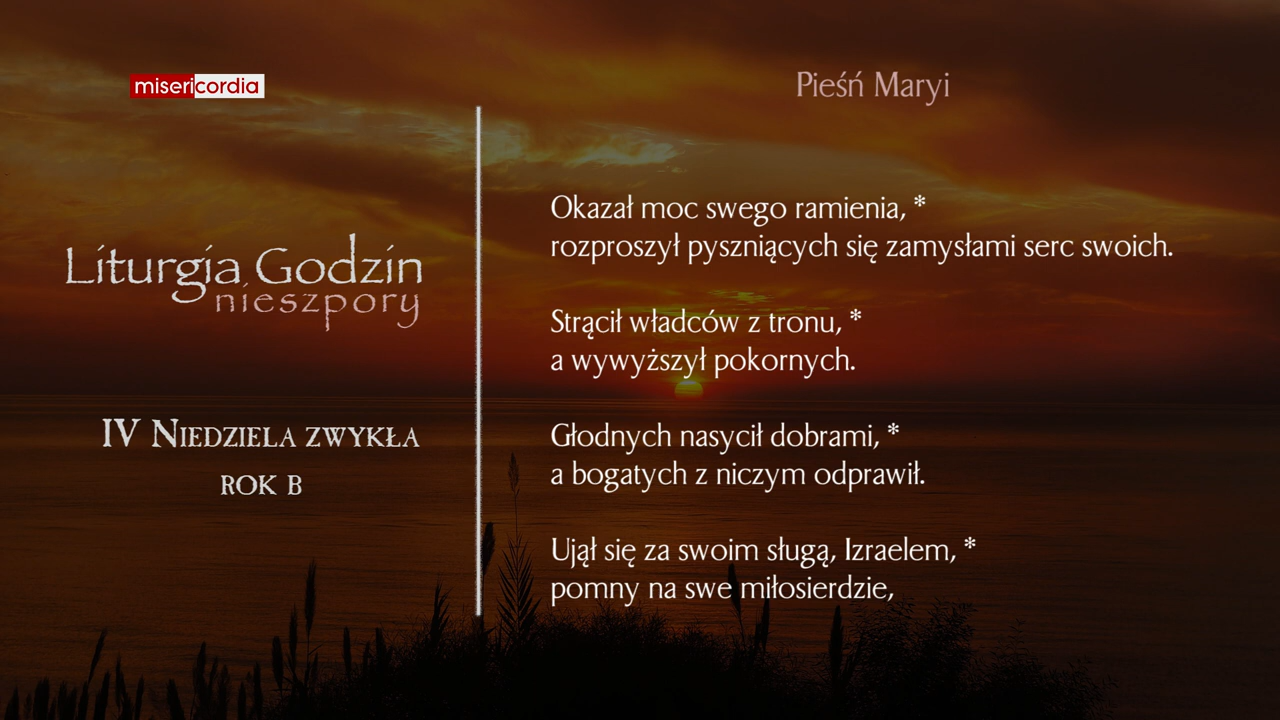 misericordia
Liturgia Godzin
nieszpory
IV Niedziela zwykła
rok B
Pieśń Maryi
Okazał moc swego ramienia, *
rozproszył pyszniących się zamysłami serc swoich.
Strącił władców z tronu, *
a wywyższył pokornych.
Głodnych nasycił dobrami, *
a bogatych z niczym odprawił.
Ujął się za swoim sługą, Izraelem, *
pomny na swe miłosierdzie,